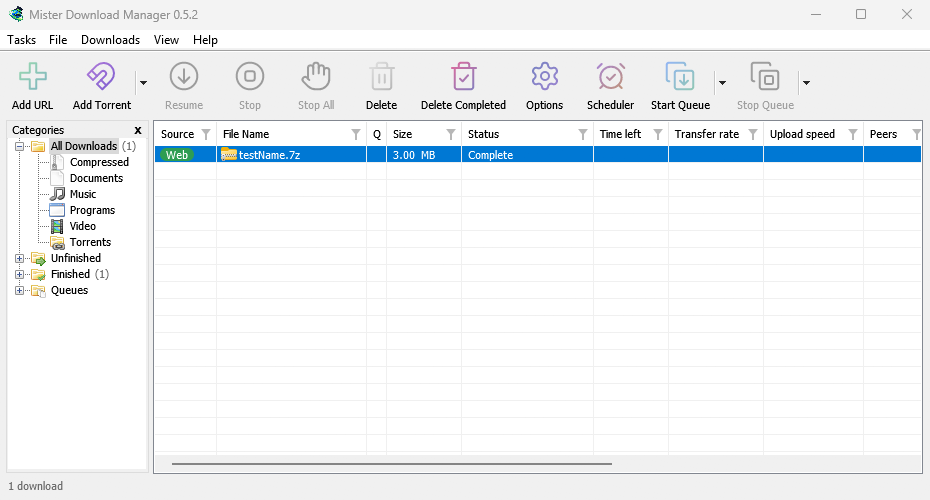 Mister Download Manager 0.5.2
Tasks File Downloads View Help
Add URL Add Torrent Resume Stop Stop All Delete Delete Completed Options Scheduler Start Queue Stop Queue
Categories x
Source File Name Q Size Status Time left Transfer rate Upload speed Peers
All Downloads (1)
Web testName.7z 3.00 MB Complete
Compressed
Documents
Music
Programs
Video
Torrents
Unfinished
Finished (1)
Queues
1 download